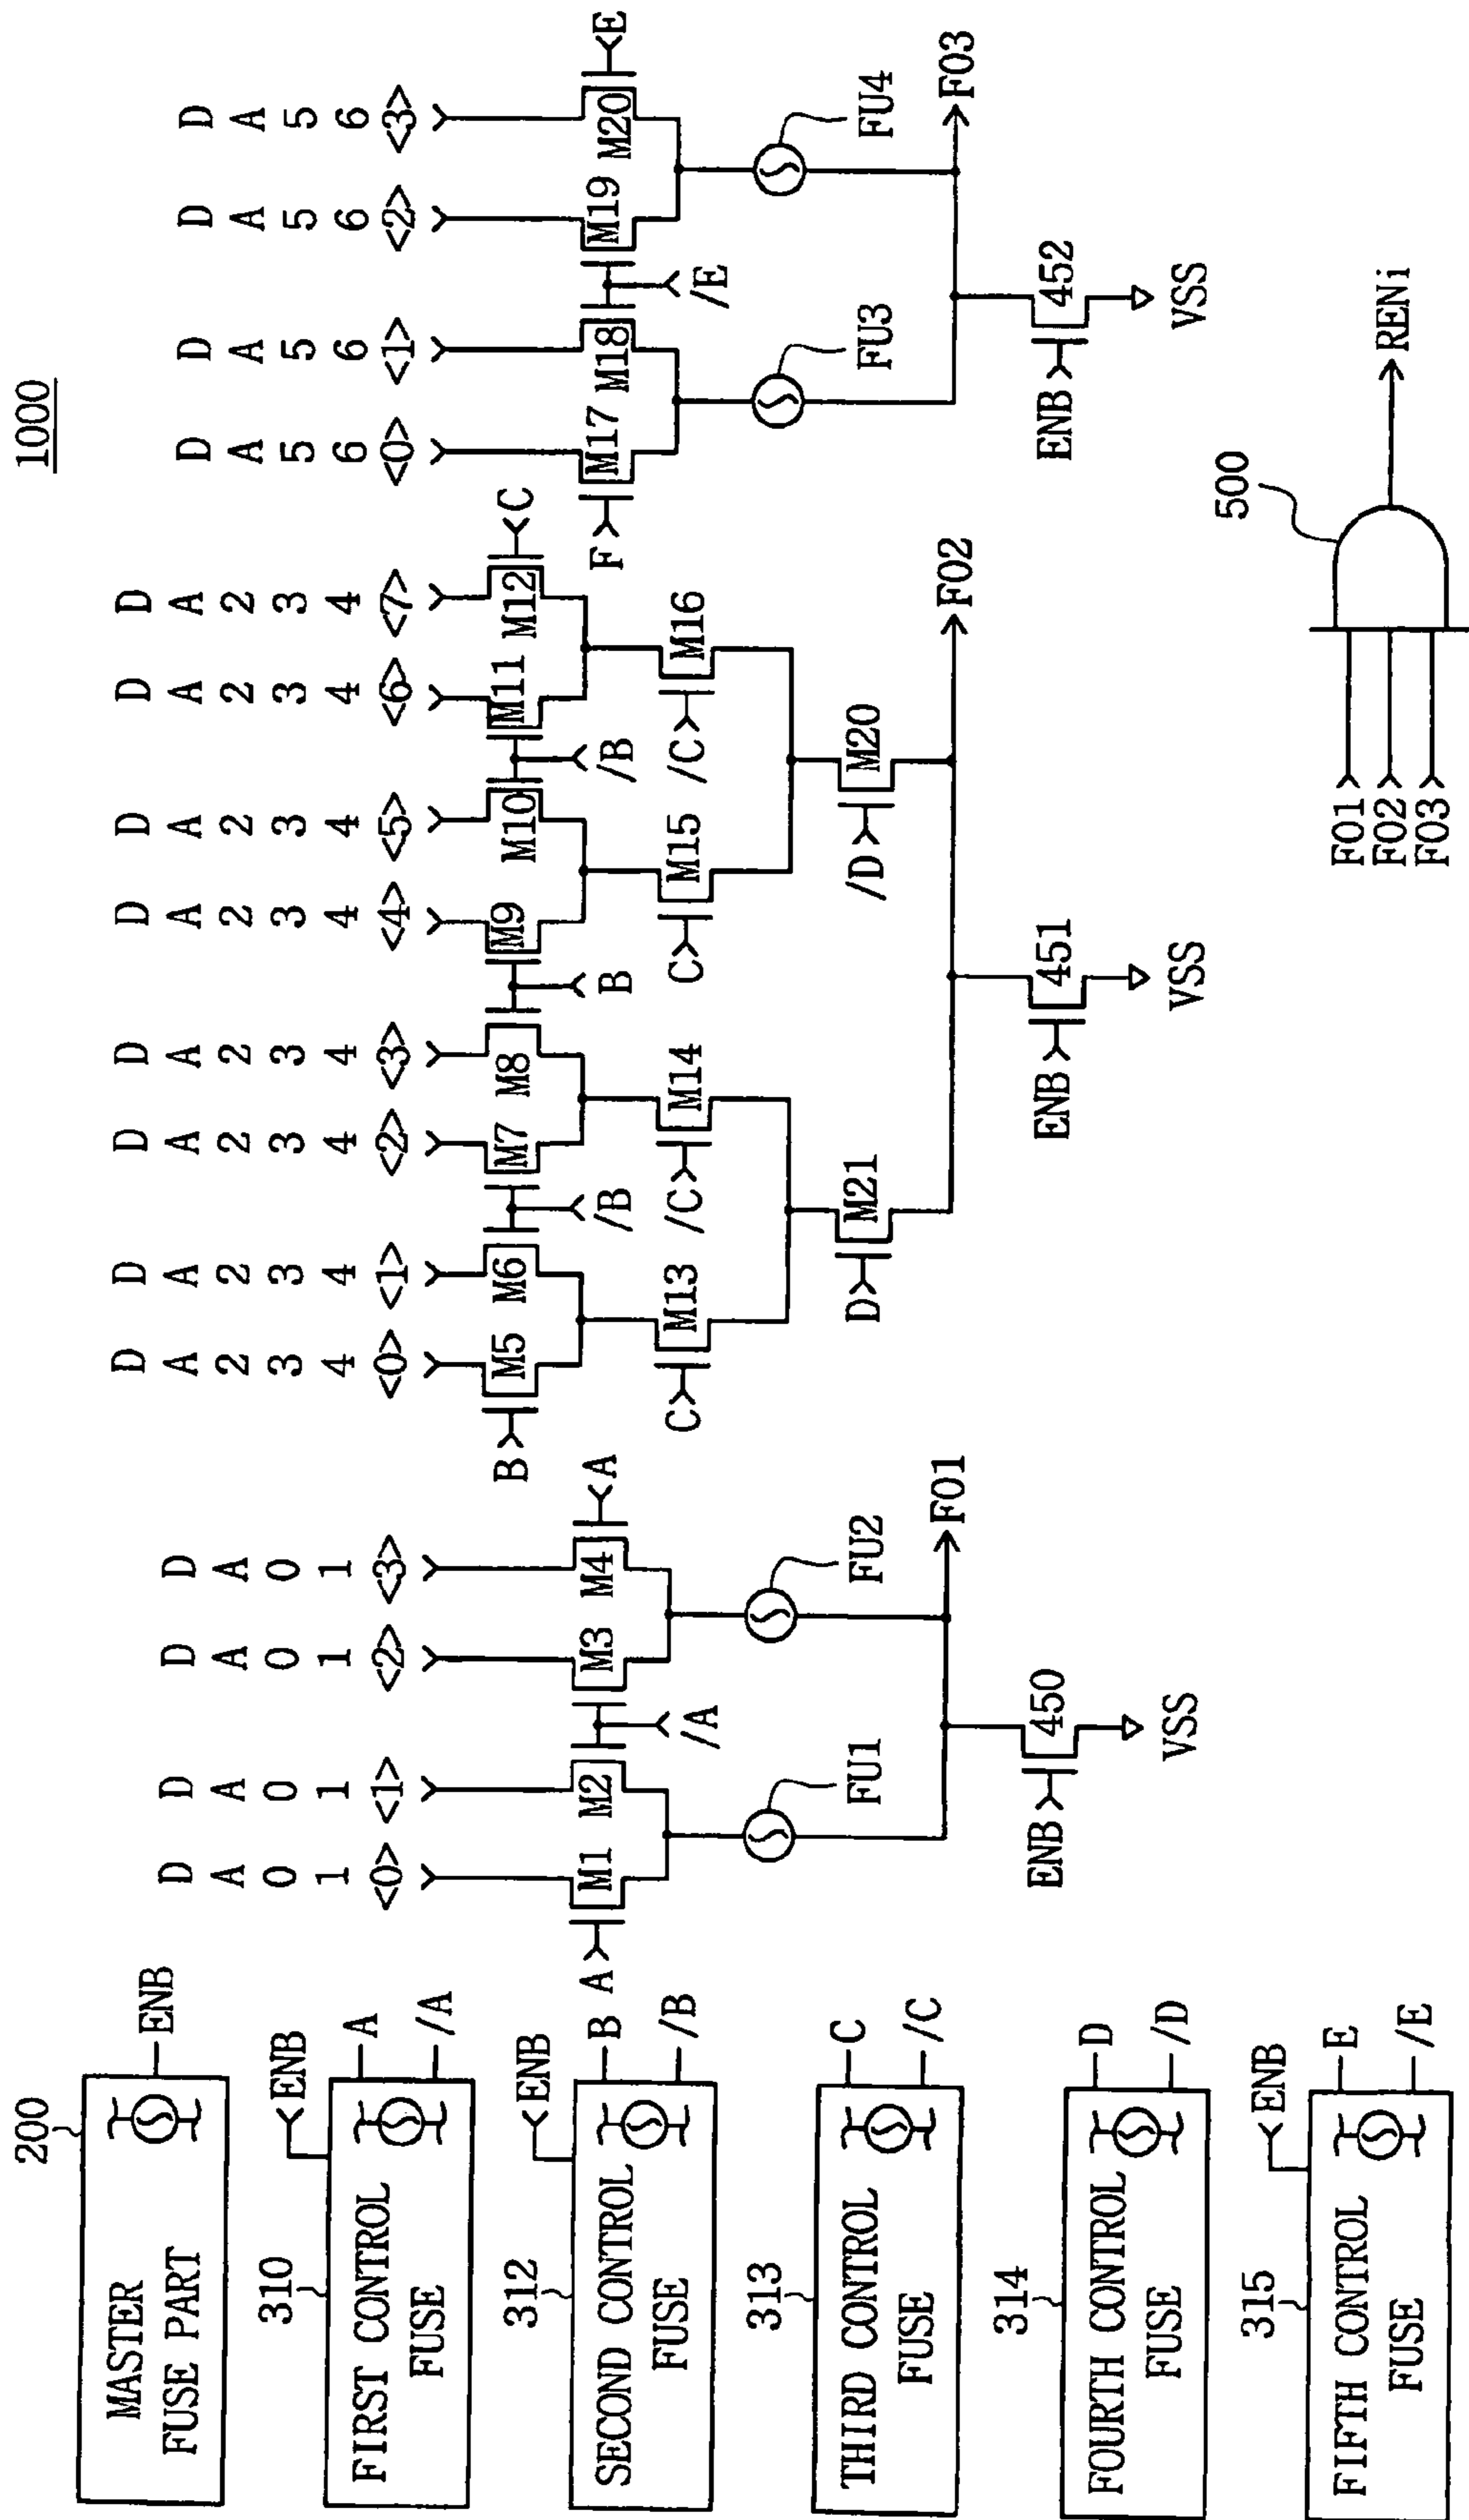 1000
200
MASTER
FUSE PART
ENB
310
FIRST CONTROL
FUSE
ENB
A
/A
312
SECOND CONTROL
FUSE
ENB
B
/B
313
THIRD CONTROL
FUSE
C
/C
314
FOURTH CONTROL
FUSE
D
/D
315
FIFTH CONTROL
FUSE
ENB
E
/E
DA01<0>
DA01<1>
DA01<2>
DA01<3>
A
M1
M2
/A
M3
M4
A
FU1
FU2
FO1
ENB
450
VSS
DA234<0>
DA234<1>
DA234<2>
DA234<3>
DA234<4>
DA234<5>
DA234<6>
DA234<7>
B
M5
M6
/B
M7
M8
B
M9
M10
/B
M11
M12
C
C
M13
/C
M14
C
M15
/C
M16
D
M21
/D
M20
FO2
ENB
451
VSS
DA56<0>
DA56<1>
DA56<2>
DA56<3>
F
M17
M18
/E
M19
M20
E
FU3
FU4
FO3
ENB
452
VSS
500
FO1
FO2
FO3
RENi